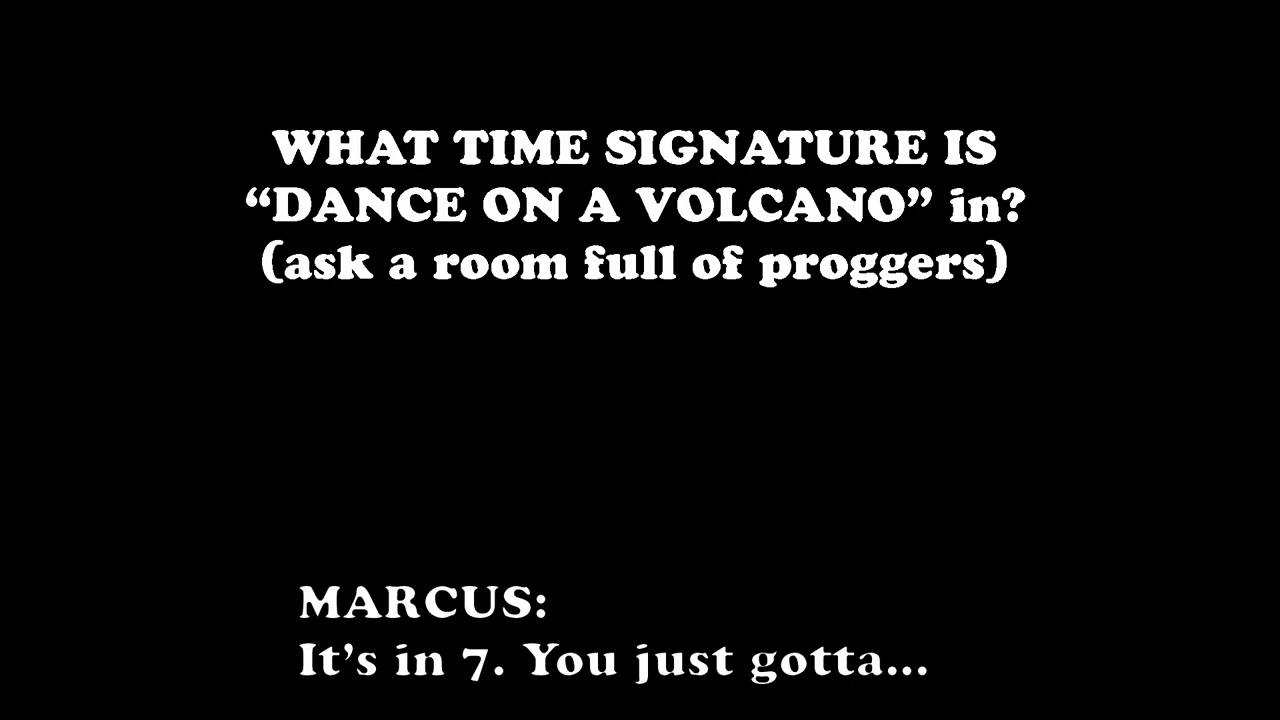 WHAT TIME SIGNATURE IS
“DANCE ON A VOLCANO” in?
(ask a room full of proggers)
MARCUS:
It’s in 7. You just gotta...